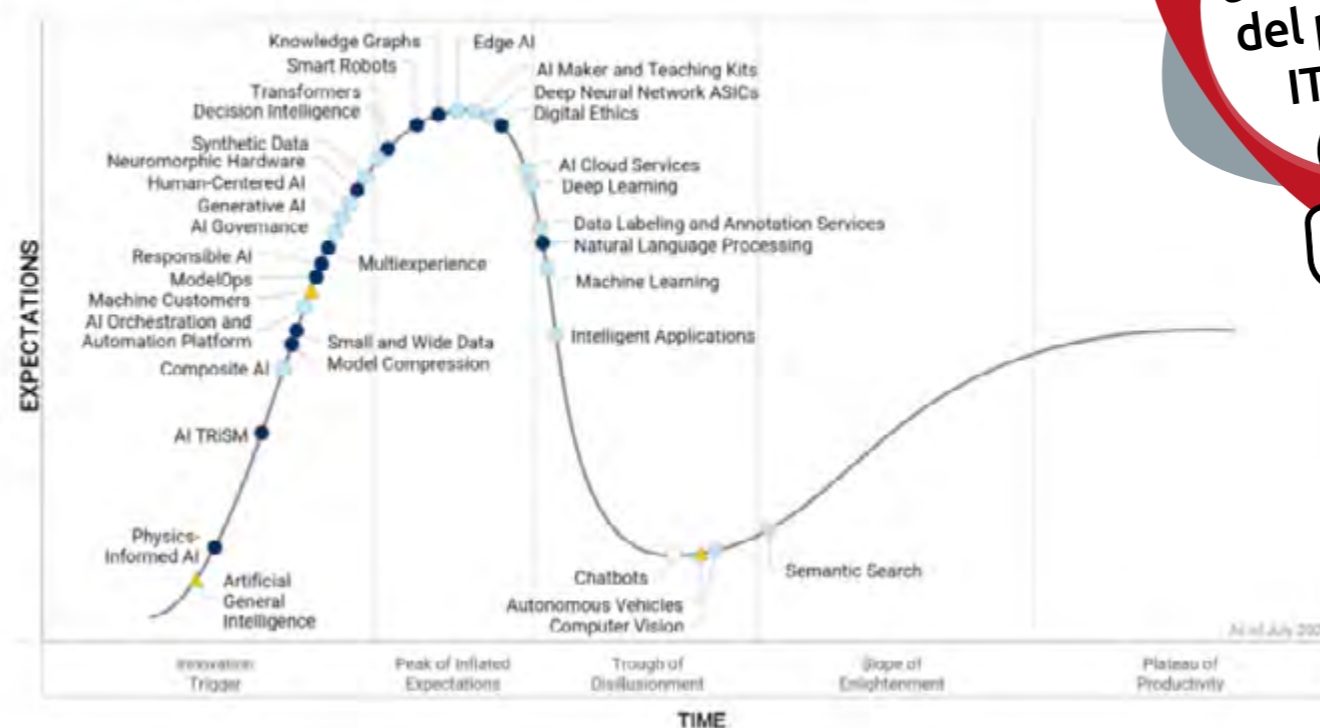 del
IT
Knowledge Graphs
Edge AI
Smart Robots
AI Maker and Teaching Kits
Transformers
Deep Neural Network ASICs
Decision Intelligence
Digital Ethics
Synthetic Data
Neuromorphic Hardware
AI Cloud Services
Human-Centered AI
Deep Learning
Generative AI
AI Governance
Data Labeling and Annotation Services
Natural Language Processing
Responsible AI
Multiexperience
ModelOps
Machine Learning
Machine Customers
AI Orchestration and
Automation Platform
Small and Wide Data
Intelligent Applications
Composite AI
Model Compression
EXPECTATIONS
AI TRiSM
Physics-
Informed AI
Artificial
General
Intelligence
Chatbots
Semantic Search
Autonomous Vehicles
Computer Vision
As of July
Innovation
Trigger
Peak of Inflated
Expectations
Trough of
Disillusionment
Slope of
Enlightenment
Plateau of
Productivity
TIME